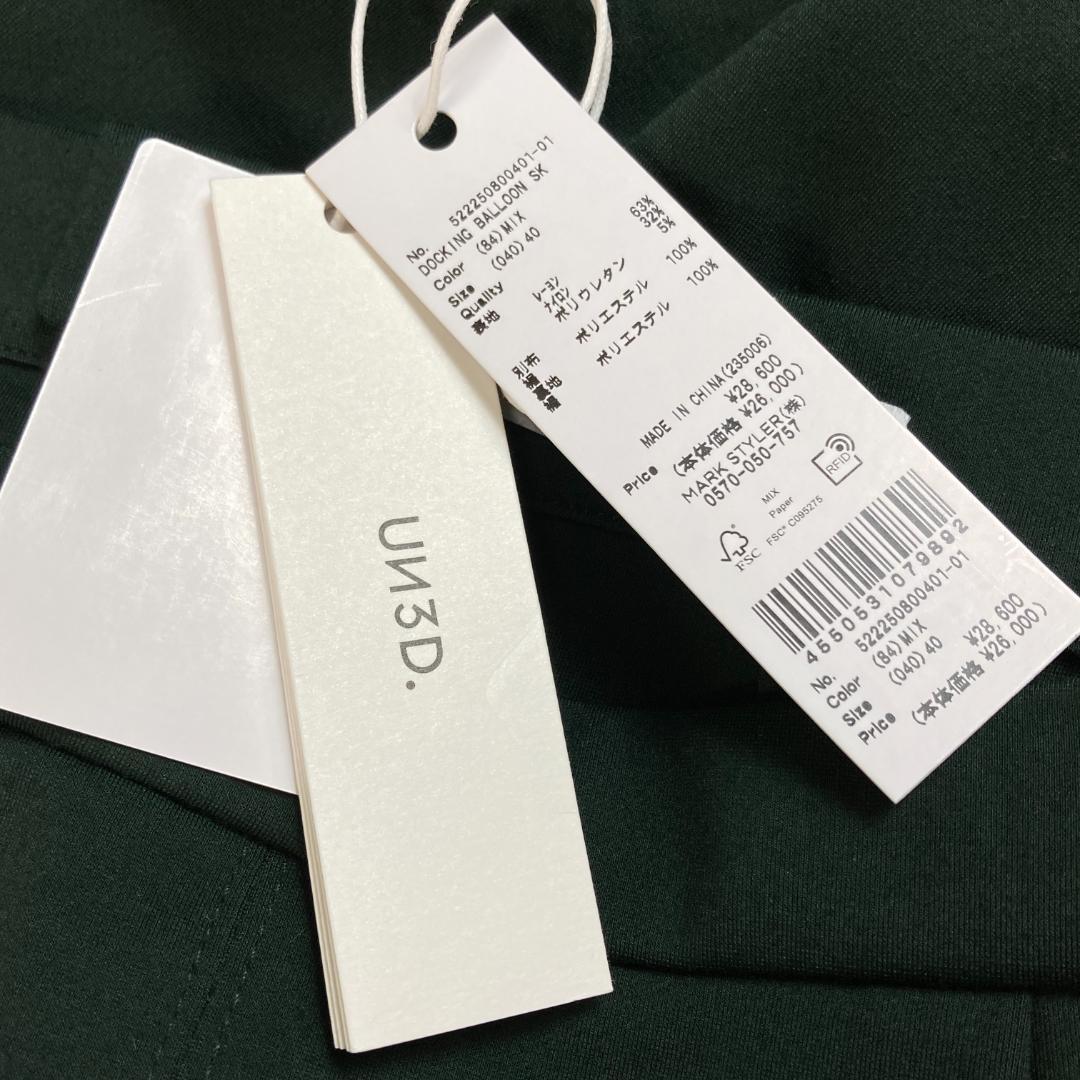 UN3D.
No. 522250800401-01
DOCKING BALLOON SK
Color (84)MIX
Size (040)40
Quality
表地 レーヨン 63%
ナイロン 32%
ポリウレタン 5%
別布 ポリエステル 100%
裾裏地 ポリエステル 100%
MADE IN CHINA(235006)
Price ¥28,600
(本体価格 ¥26,000)
MARK STYLER(株)
0570-050-757
FSC
MIX
Paper
FSC® C095275
RFID
4550531079892
No. 522250800401-01
Color (84)MIX
Size (040)40
Price ¥28,600
(本体価格 ¥26,000)